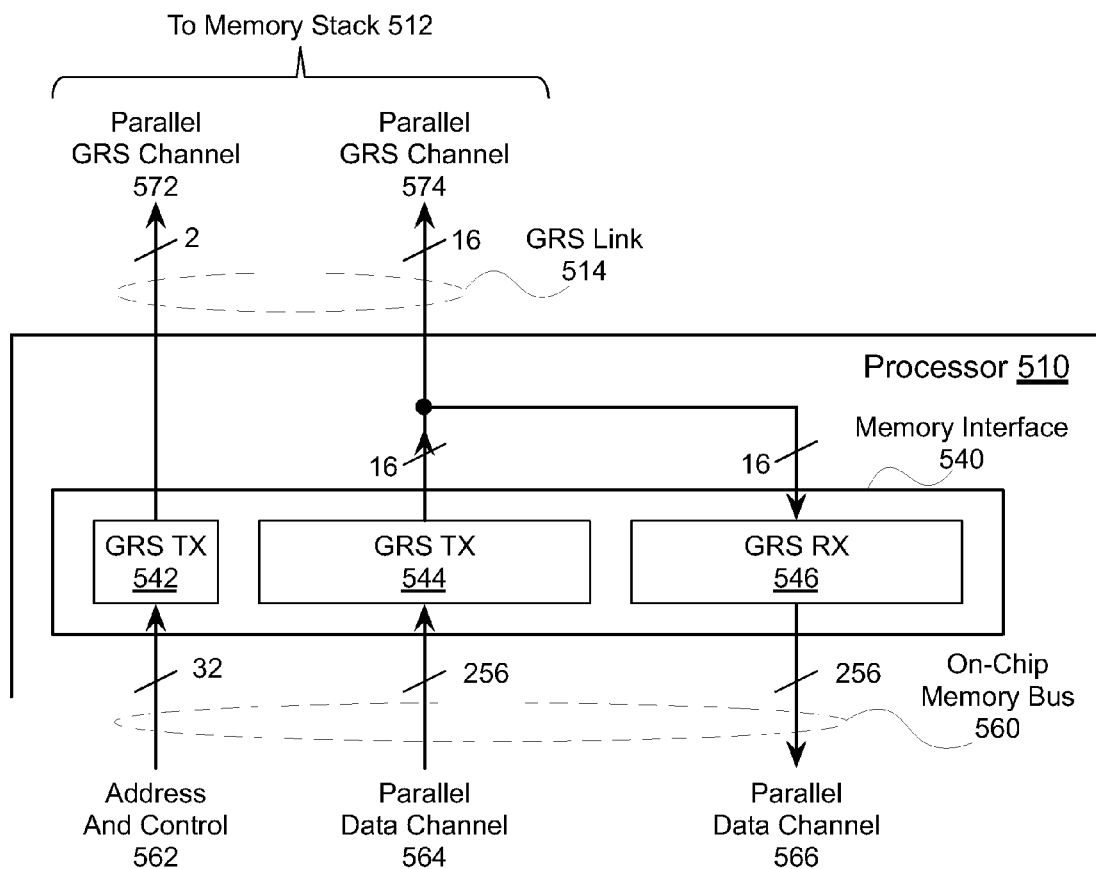 To Memory Stack 512
Parallel
GRS Channel
572
Parallel
GRS Channel
574
2
16
GRS Link
514
Processor 510
Memory Interface
540
16
16
GRS TX
542
GRS TX
544
GRS RX
546
32
256
256
On-Chip
Memory Bus
560
Address
And Control
562
Parallel
Data Channel
564
Parallel
Data Channel
566